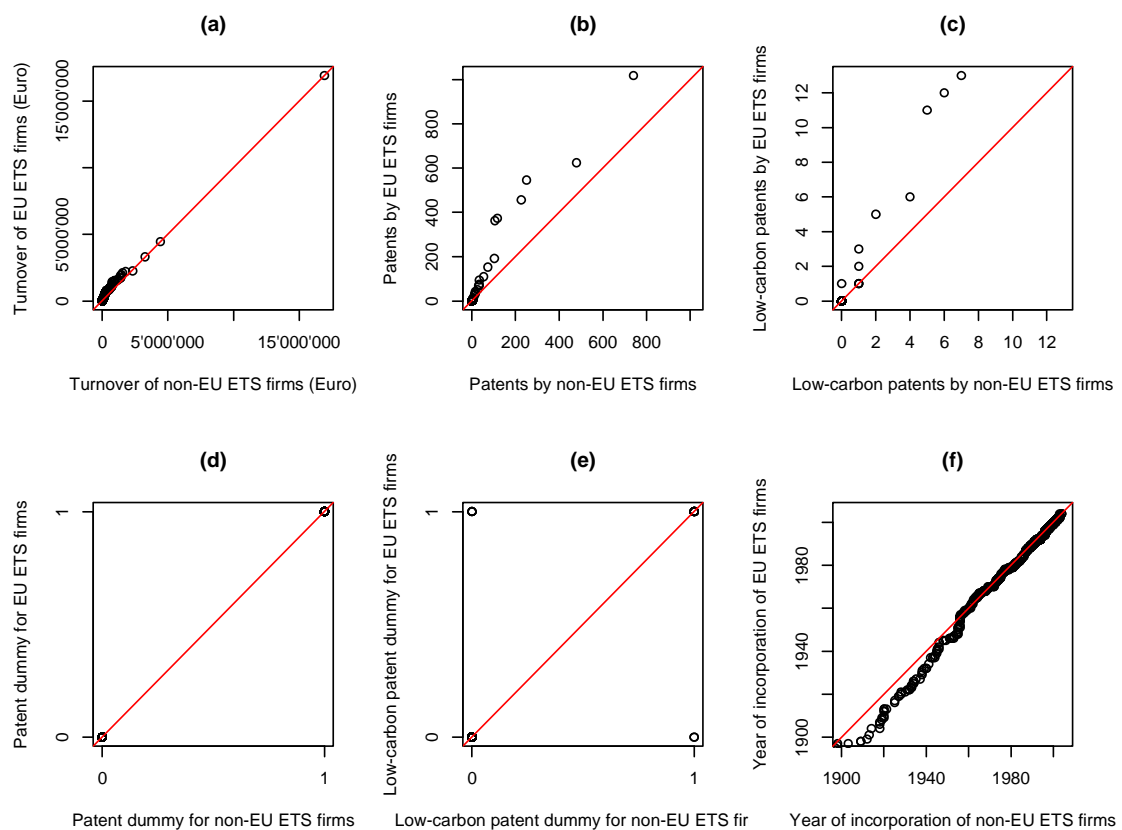 (a)
Turnover of EU ETS firms (Euro)
15'000'000
5'000'000
0
0
5'000'000
15'000'000
Turnover of non-EU ETS firms (Euro)
(b)
Patents by EU ETS firms
800
600
400
200
0
0
200
400
600
800
Patents by non-EU ETS firms
(c)
Low-carbon patents by EU ETS firms
12
10
8
6
4
2
0
0
2
4
6
8
10
12
Low-carbon patents by non-EU ETS firms
(d)
Patent dummy for EU ETS firms
1
0
0
1
Patent dummy for non-EU ETS firms
(e)
Low-carbon patent dummy for EU ETS firms
1
0
0
1
Low-carbon patent dummy for non-EU ETS fir
(f)
Year of incorporation of EU ETS firms
1980
1940
1900
1900
1940
1980
Year of incorporation of non-EU ETS firms